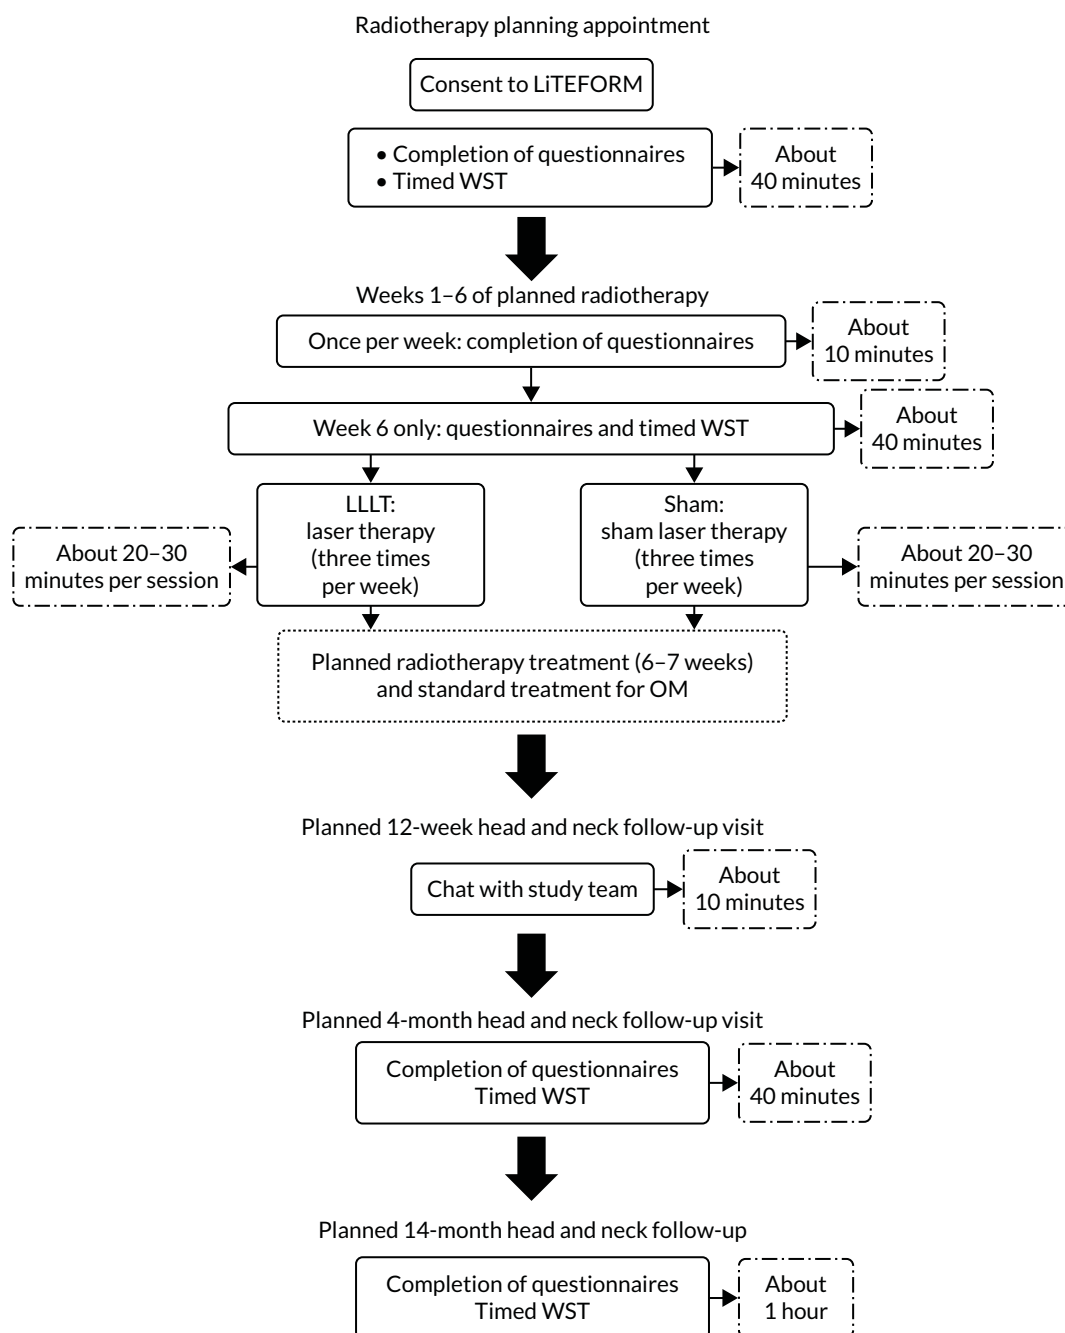 Radiotherapy planning appointment
Consent to LiTEFORM
• Completion of questionnaires
• Timed WST
About
40 minutes
Weeks 1–6 of planned radiotherapy
Once per week: completion of questionnaires
About
10 minutes
Week 6 only: questionnaires and timed WST
About
40 minutes
About 20–30
minutes per session
LLLT:
laser therapy
(three times
per week)
Sham:
sham laser therapy
(three times
per week)
About 20–30
minutes per session
Planned radiotherapy treatment (6–7 weeks)
and standard treatment for OM
Planned 12-week head and neck follow-up visit
Chat with study team
About
10 minutes
Planned 4-month head and neck follow-up visit
Completion of questionnaires
Timed WST
About
40 minutes
Planned 14-month head and neck follow-up
Completion of questionnaires
Timed WST
About
1 hour